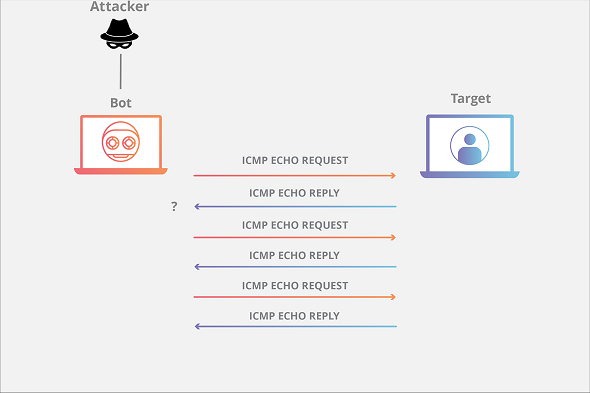 Attacker
Bot
Target
ICMP ECHO REQUEST
ICMP ECHO REPLY
?
ICMP ECHO REQUEST
ICMP ECHO REPLY
ICMP ECHO REQUEST
ICMP ECHO REPLY